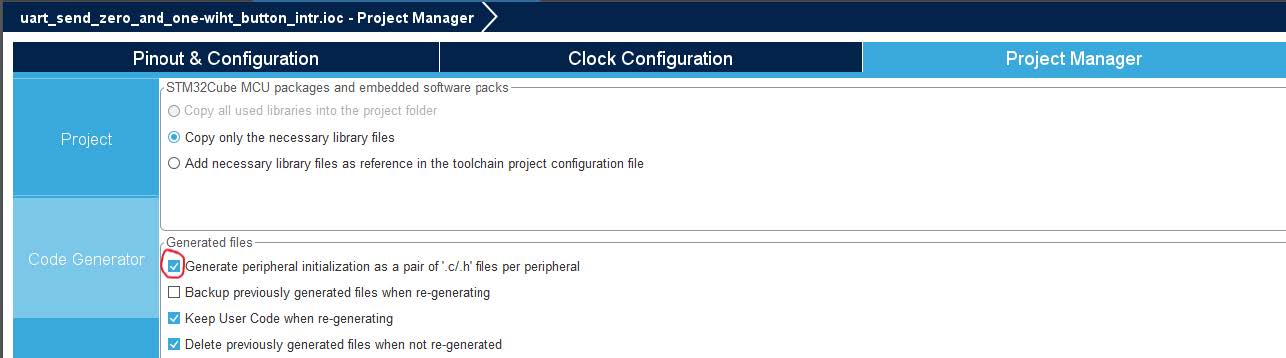 uart_send_zero_and_one-wiht_button_intr.ioc - Project Manager
Pinout & Configuration
Clock Configuration
Project Manager
Project
Code Generator
STM32Cube MCU packages and embedded software packs
Copy all used libraries into the project folder
Copy only the necessary library files
Add necessary library files as reference in the toolchain project configuration file
Generated files
Generate peripheral initialization as a pair of '.c/.h' files per peripheral
Backup previously generated files when re-generating
Keep User Code when re-generating
Delete previously generated files when not re-generated